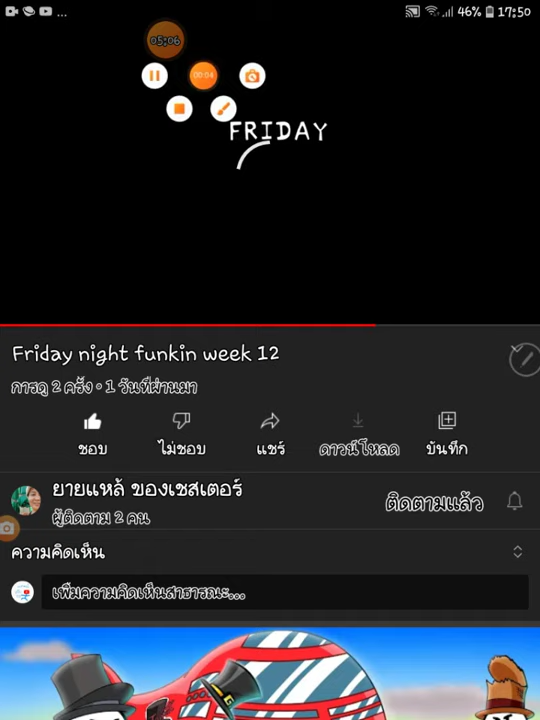 ... 46% 17:50
05:06
00:04
FRIDAY
Friday night funkin week 12
การดู 2 ครั้ง • 1 วันที่ผ่านมา
ชอบ ไม่ชอบ แชร์ ดาวน์โหลด บันทึก
ยายแหล้ ของเชสเตอร์
ผู้ติดตาม 2 คน
ติดตามแล้ว
ความคิดเห็น
เพิ่มความคิดเห็นสาธารณะ...